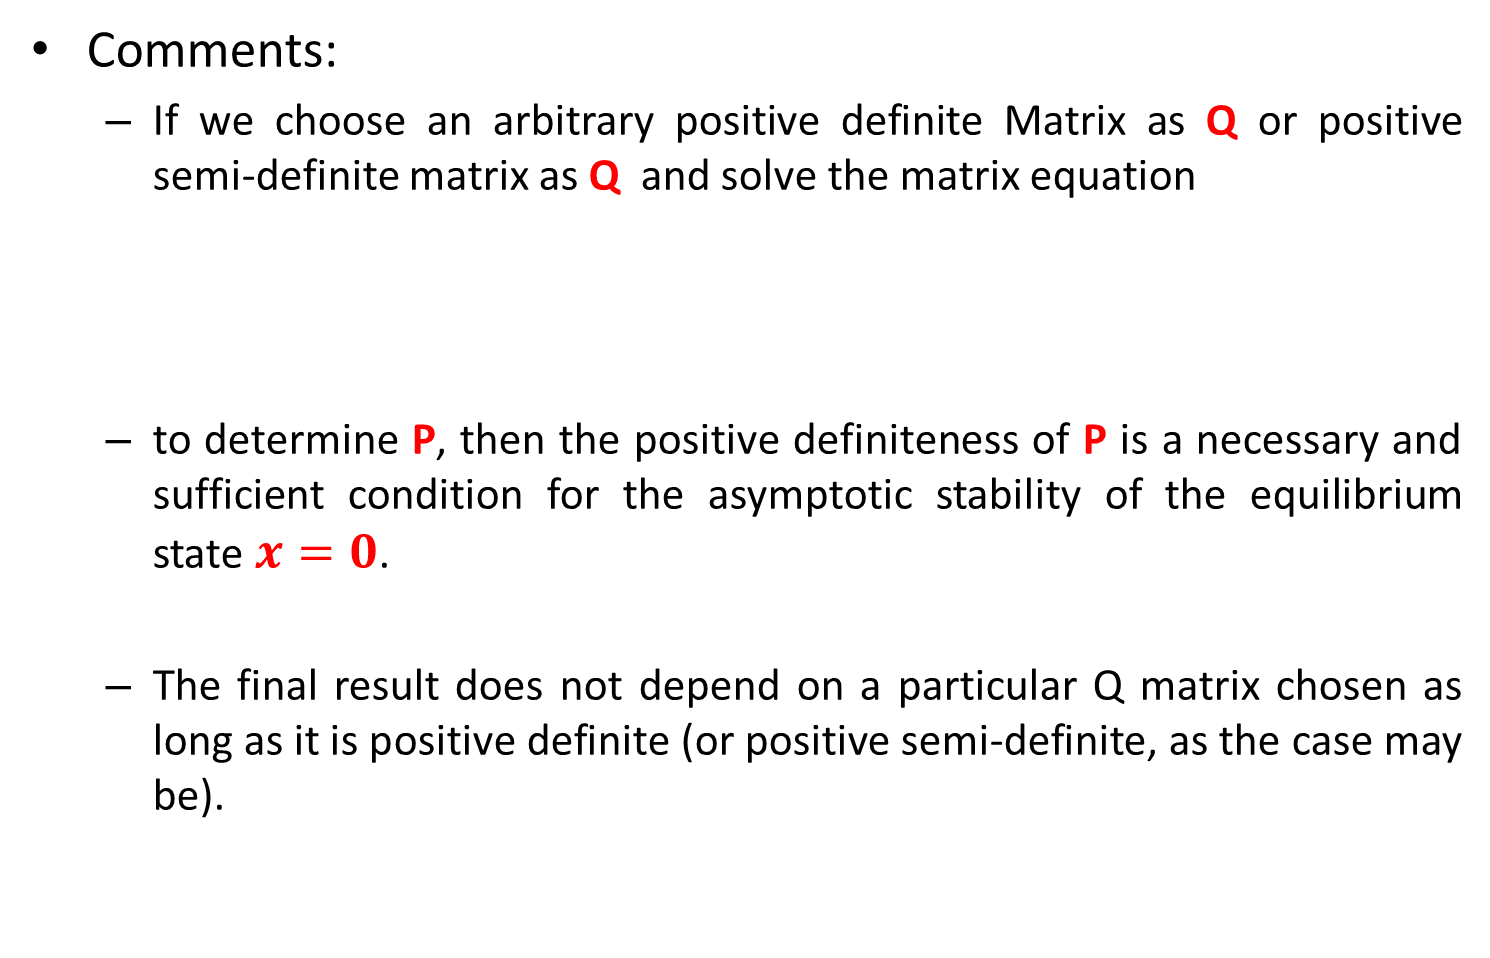 • Comments:
– If we choose an arbitrary positive definite Matrix as Q or positive
semi-definite matrix as Q and solve the matrix equation
– to determine P, then the positive definiteness of P is a necessary and
sufficient condition for the asymptotic stability of the equilibrium
state x = 0.
– The final result does not depend on a particular Q matrix chosen as
long as it is positive definite (or positive semi-definite, as the case may
be).